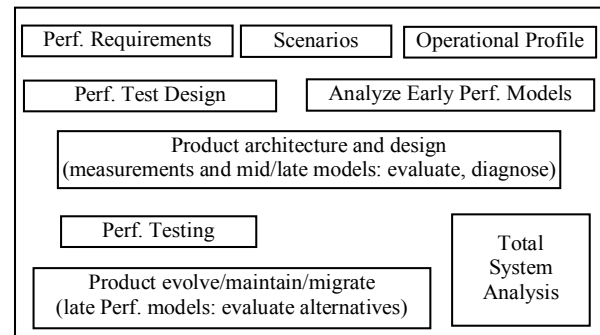 Perf. Requirements
Scenarios
Operational Profile
Perf. Test Design
Analyze Early Perf. Models
Product architecture and design
(measurements and mid/late models: evaluate, diagnose)
Perf. Testing
Product evolve/maintain/migrate
(late Perf. models: evaluate alternatives)
Total
System
Analysis